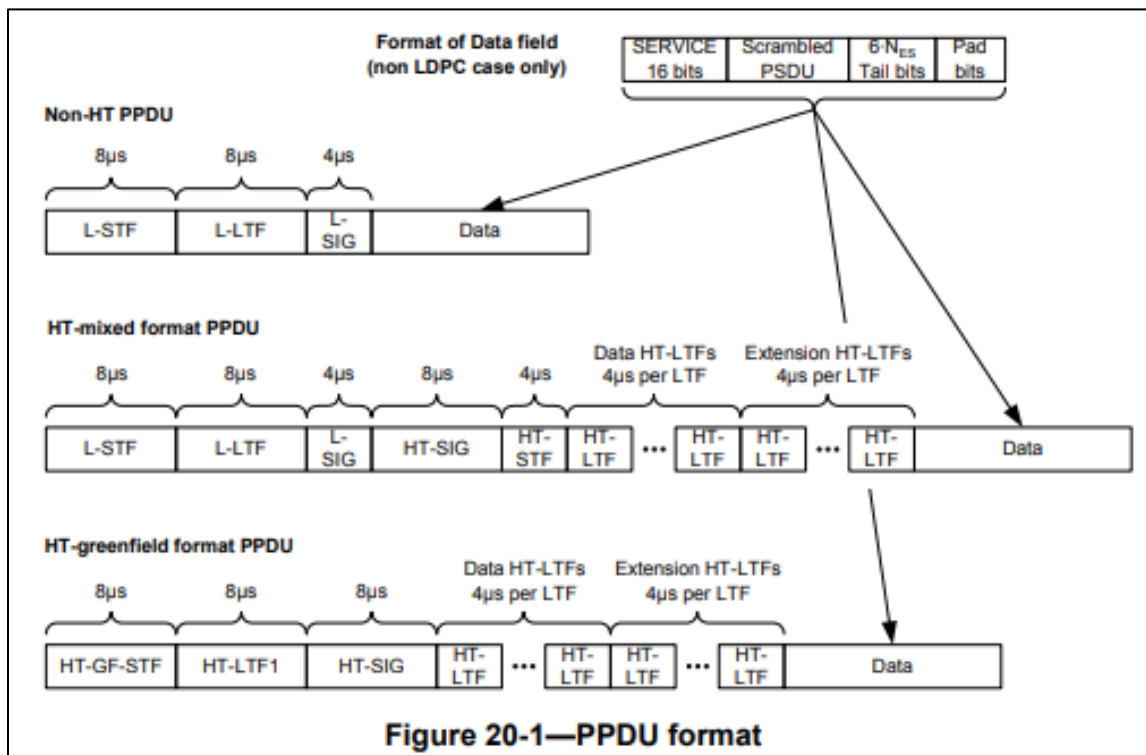 Format of Data field
(non LDPC case only)
SERVICE
16 bits
Scrambled
PSDU
6·N_ES
Tail bits
Pad
bits
Non-HT PPDU
8µs
8µs
4µs
L-STF
L-LTF
L-
SIG
Data
HT-mixed format PPDU
Data HT-LTFs
4µs per LTF
Extension HT-LTFs
4µs per LTF
8µs
8µs
4µs
8µs
4µs
L-STF
L-LTF
L-
SIG
HT-SIG
HT-
STF
HT-
LTF
•••
HT-
LTF
HT-
LTF
•••
HT-
LTF
Data
HT-greenfield format PPDU
Data HT-LTFs
4µs per LTF
Extension HT-LTFs
4µs per LTF
8µs
8µs
8µs
HT-GF-STF
HT-LTF1
HT-SIG
HT-
LTF
•••
HT-
LTF
HT-
LTF
•••
HT-
LTF
Data
Figure 20-1—PPDU format